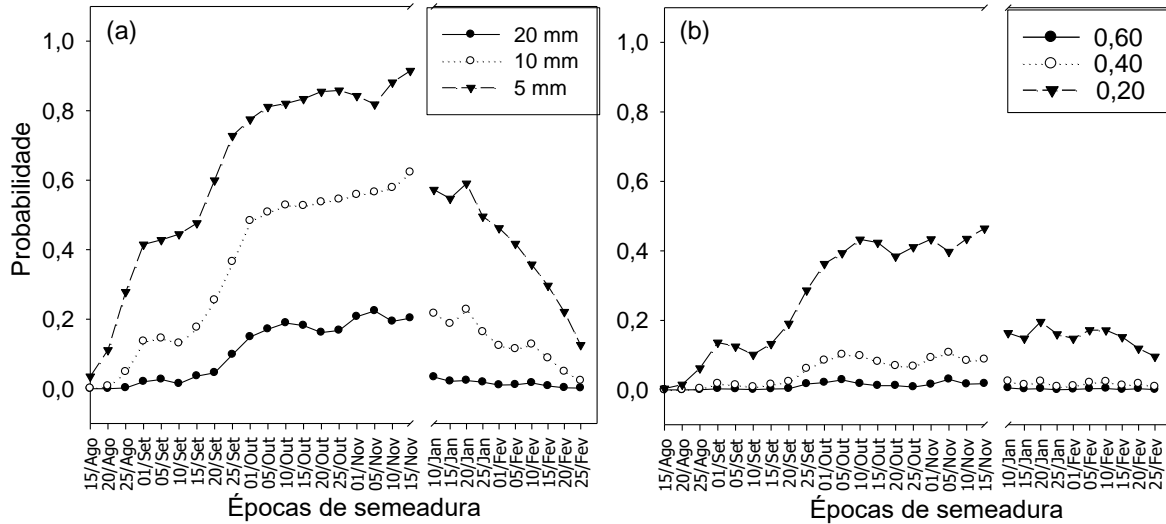 (a)
20 mm
10 mm
5 mm
Probabilidade
1,0
0,8
0,6
0,4
0,2
0,0
15/Ago
20/Ago
25/Ago
01/Set
05/Set
10/Set
15/Set
20/Set
25/Set
01/Out
05/Out
10/Out
15/Out
20/Out
25/Out
01/Nov
05/Nov
10/Nov
15/Nov
10/Jan
15/Jan
20/Jan
25/Jan
01/Fev
05/Fev
10/Fev
15/Fev
20/Fev
25/Fev
Épocas de semeadura
(b)
0,60
0,40
0,20
1,0
0,8
0,6
0,4
0,2
0,0
15/Ago
20/Ago
25/Ago
01/Set
05/Set
10/Set
15/Set
20/Set
25/Set
01/Out
05/Out
10/Out
15/Out
20/Out
25/Out
01/Nov
05/Nov
10/Nov
15/Nov
10/Jan
15/Jan
20/Jan
25/Jan
01/Fev
05/Fev
10/Fev
15/Fev
20/Fev
25/Fev
Épocas de semeadura